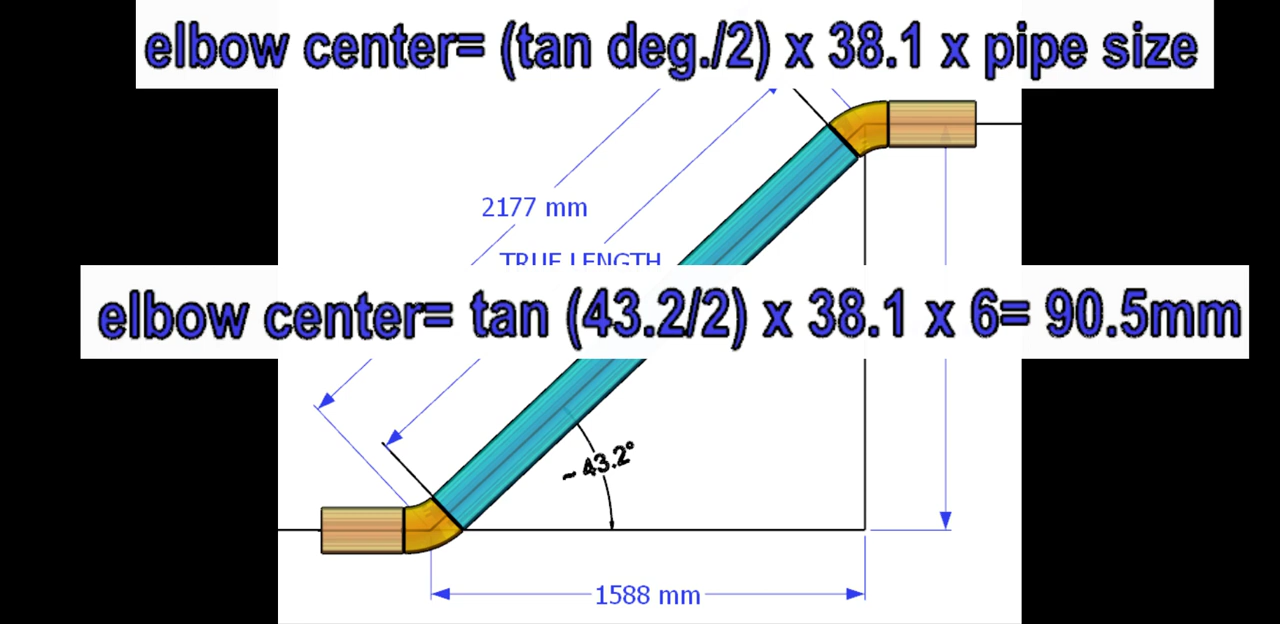 elbow center= (tan deg./2) x 38.1 x pipe size
2177 mm
TRUE LENGTH
elbow center= tan (43.2/2) x 38.1 x 6= 90.5mm
~ 43.2°
1588 mm